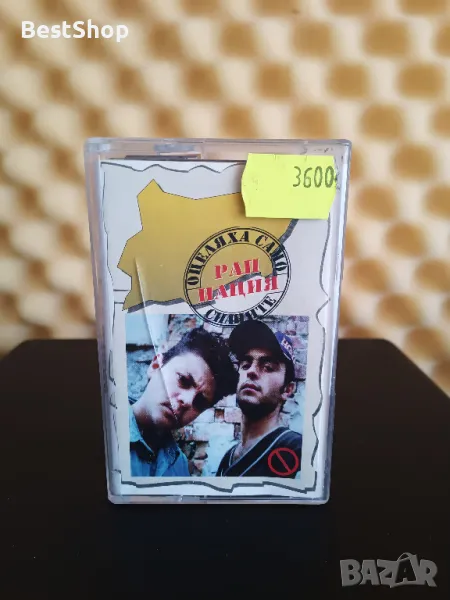 BestShop
3600
ОЦЕЛЯХА САМО
РАП
НАЦИЯ
СИЛНИТЕ
BAZAR